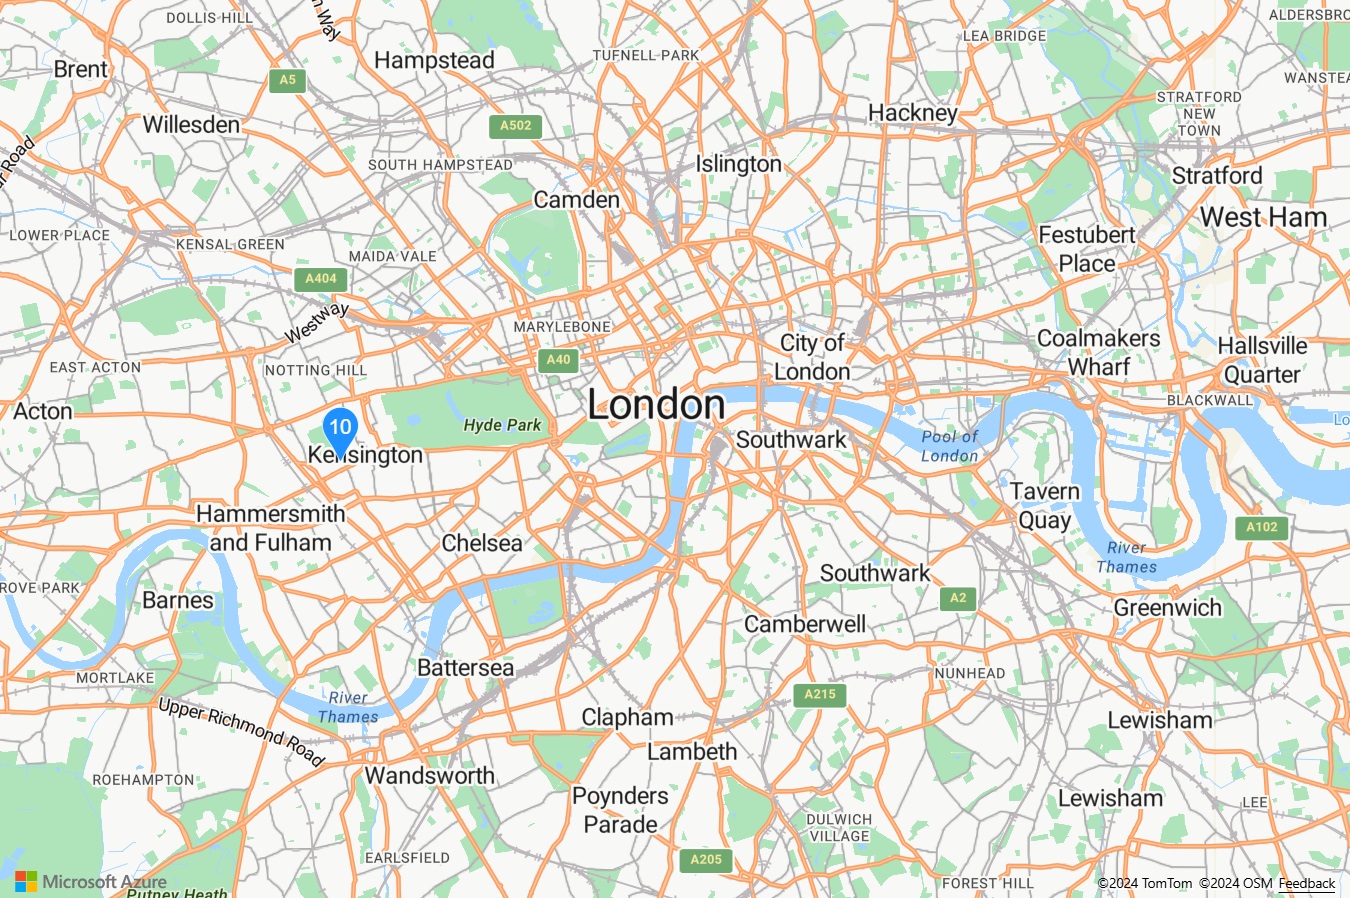 DOLLIS HILL
Brent
A5
Hampstead
TUFNELL PARK
LEA BRIDGE
WANSTEA
Willesden
A502
Hackney
STRATFORD
NEW
TOWN
SOUTH HAMPSTEAD
Islington
Stratford
Camden
West Ham
LOWER PLACE
KENSAL GREEN
MAIDA VALE
Festubert
Place
A404
Westway
MARYLEBONE
City of
London
Coalmakers
Wharf
Hallsville
Quarter
EAST ACTON
NOTTING HILL
A40
Acton
10
Kensington
Hyde Park
London
Southwark
Pool of
London
BLACKWALL
Lo
Hammersmith
and Fulham
Chelsea
Tavern
Quay
A102
River
Thames
ROVE PARK
Barnes
Southwark
A2
Greenwich
Camberwell
MORTLAKE
Battersea
NUNHEAD
River
Thames
A215
Upper Richmond Road
Clapham
Lambeth
Lewisham
ROEHAMPTON
Wandsworth
Poynders
Parade
Lewisham
LEE
DULWICH
VILLAGE
EARLSFIELD
A205
FOREST HILL
Microsoft Azure
Putney Heath
©2024 TomTom ©2024 OSM Feedback